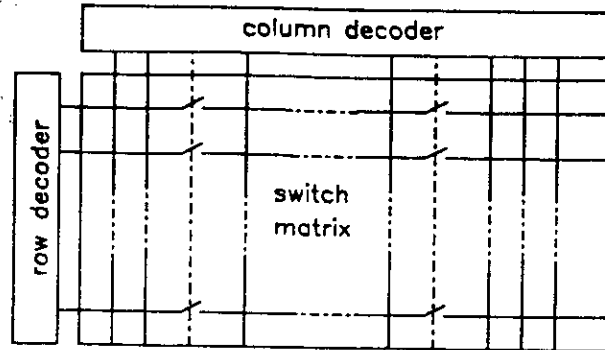 column decoder
row decoder
switch
matrix